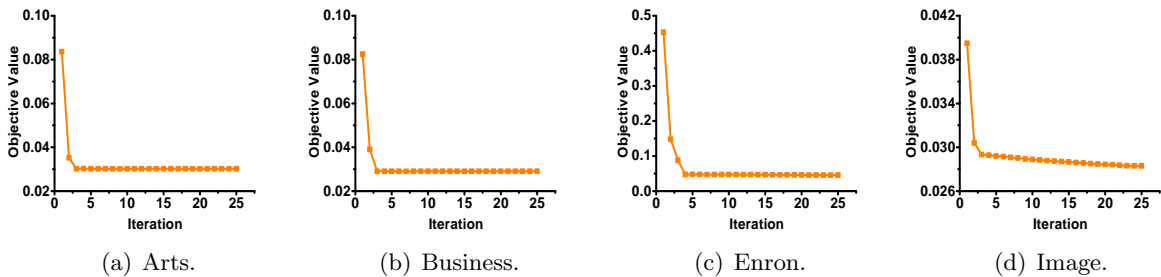 0.10
0.08
0.06
0.04
0.02
Objective Value
0 5 10 15 20 25
Iteration
(a) Arts.
0.10
0.08
0.06
0.04
0.02
Objective Value
0 5 10 15 20 25
Iteration
(b) Business.
0.5
0.4
0.3
0.2
0.1
0.0
Objective Value
0 5 10 15 20 25
Iteration
(c) Enron.
0.042
0.038
0.034
0.030
0.026
Objective Value
0 5 10 15 20 25
Iteration
(d) Image.